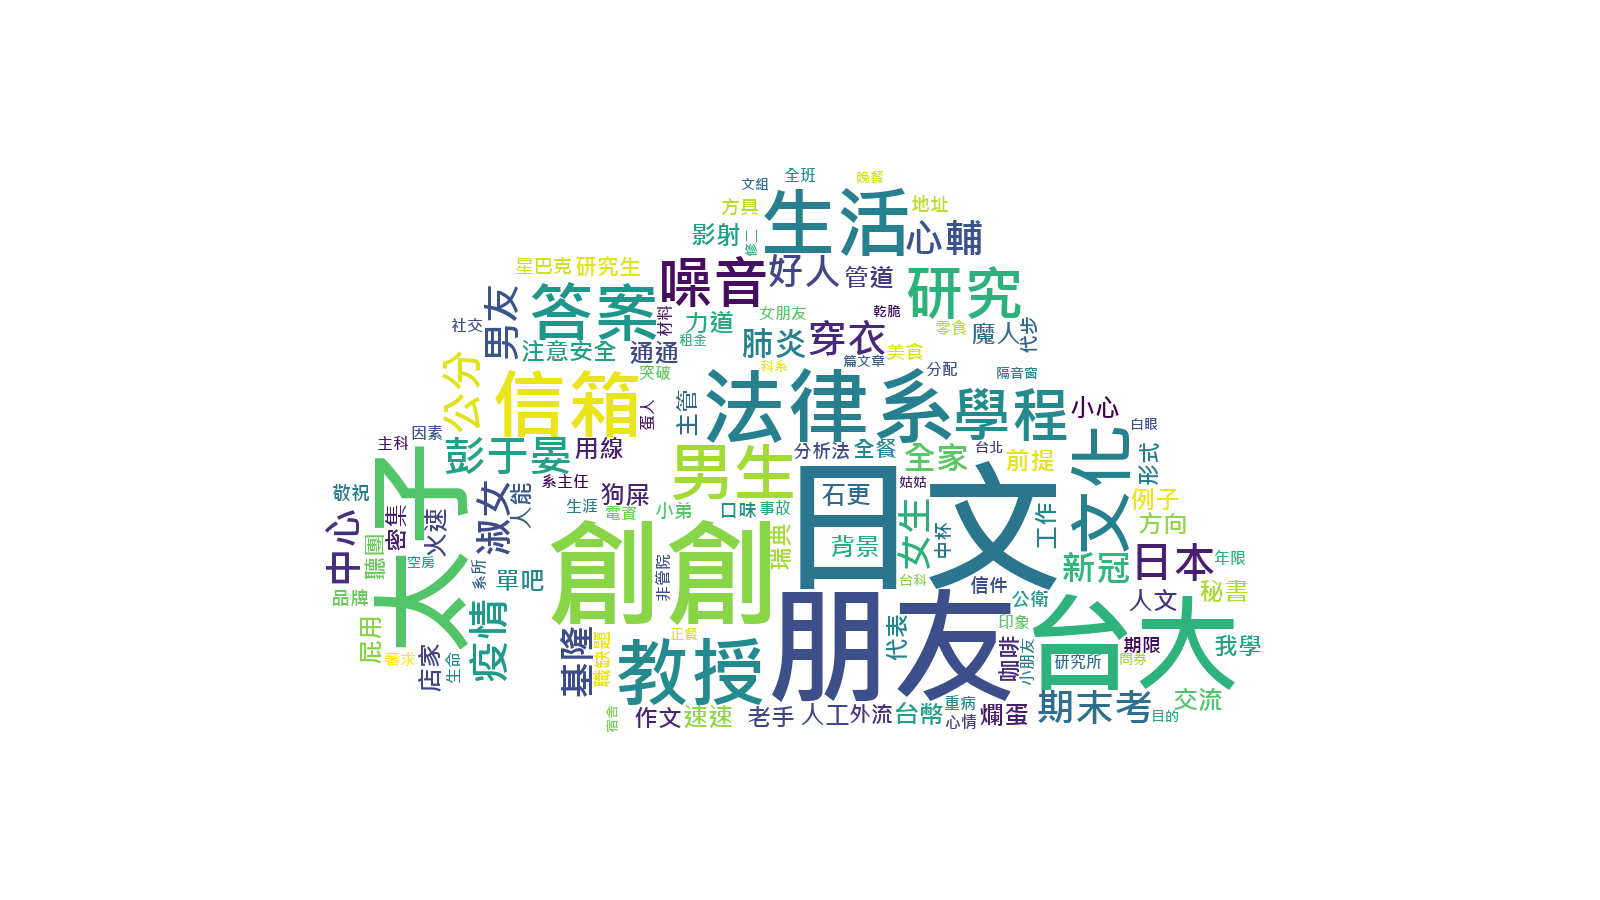 全班
晚餐
文組
方具
生活
地址
影射
修二
心輔
星巴克
研究生
噪音
好人
管道
研究
男友
答案
材料
力道
女朋友
乾脆
零食
魔人
代步
社交
租金
肺炎
穿衣
美食
注意安全
通通
篇文章
公分
信箱
突破
科系
分配
隔音窗
法律系
學程
小心
蛋人
主管
白眼
因素
主科
彭于晏
用線
男生
分析法
全餐
全家
台北
前提
文化
形式
太子
敬祝
淑女
人能
系主任
狗屎
生涯
電資
小弟
口味
事故
日文
石更
姑姑
例子
方向
中心
密集
火速
聽團
空房
系所
單吧
創創
非管院
瑞典
背景
女生
中杯
工作
新冠
日本
年限
台科
信件
公衛
人文
秘書
品牌
屁用
疫情
朋友
印象
台大
代表
正餐
基隆
職缺題
教授
咖啡
小朋友
期限
研究所
問券
我學
奢求
店家
生命
宿舍
作文
速速
老手
人工
外流
台幣
重病
心情
爛蛋
期末考
交流
目的